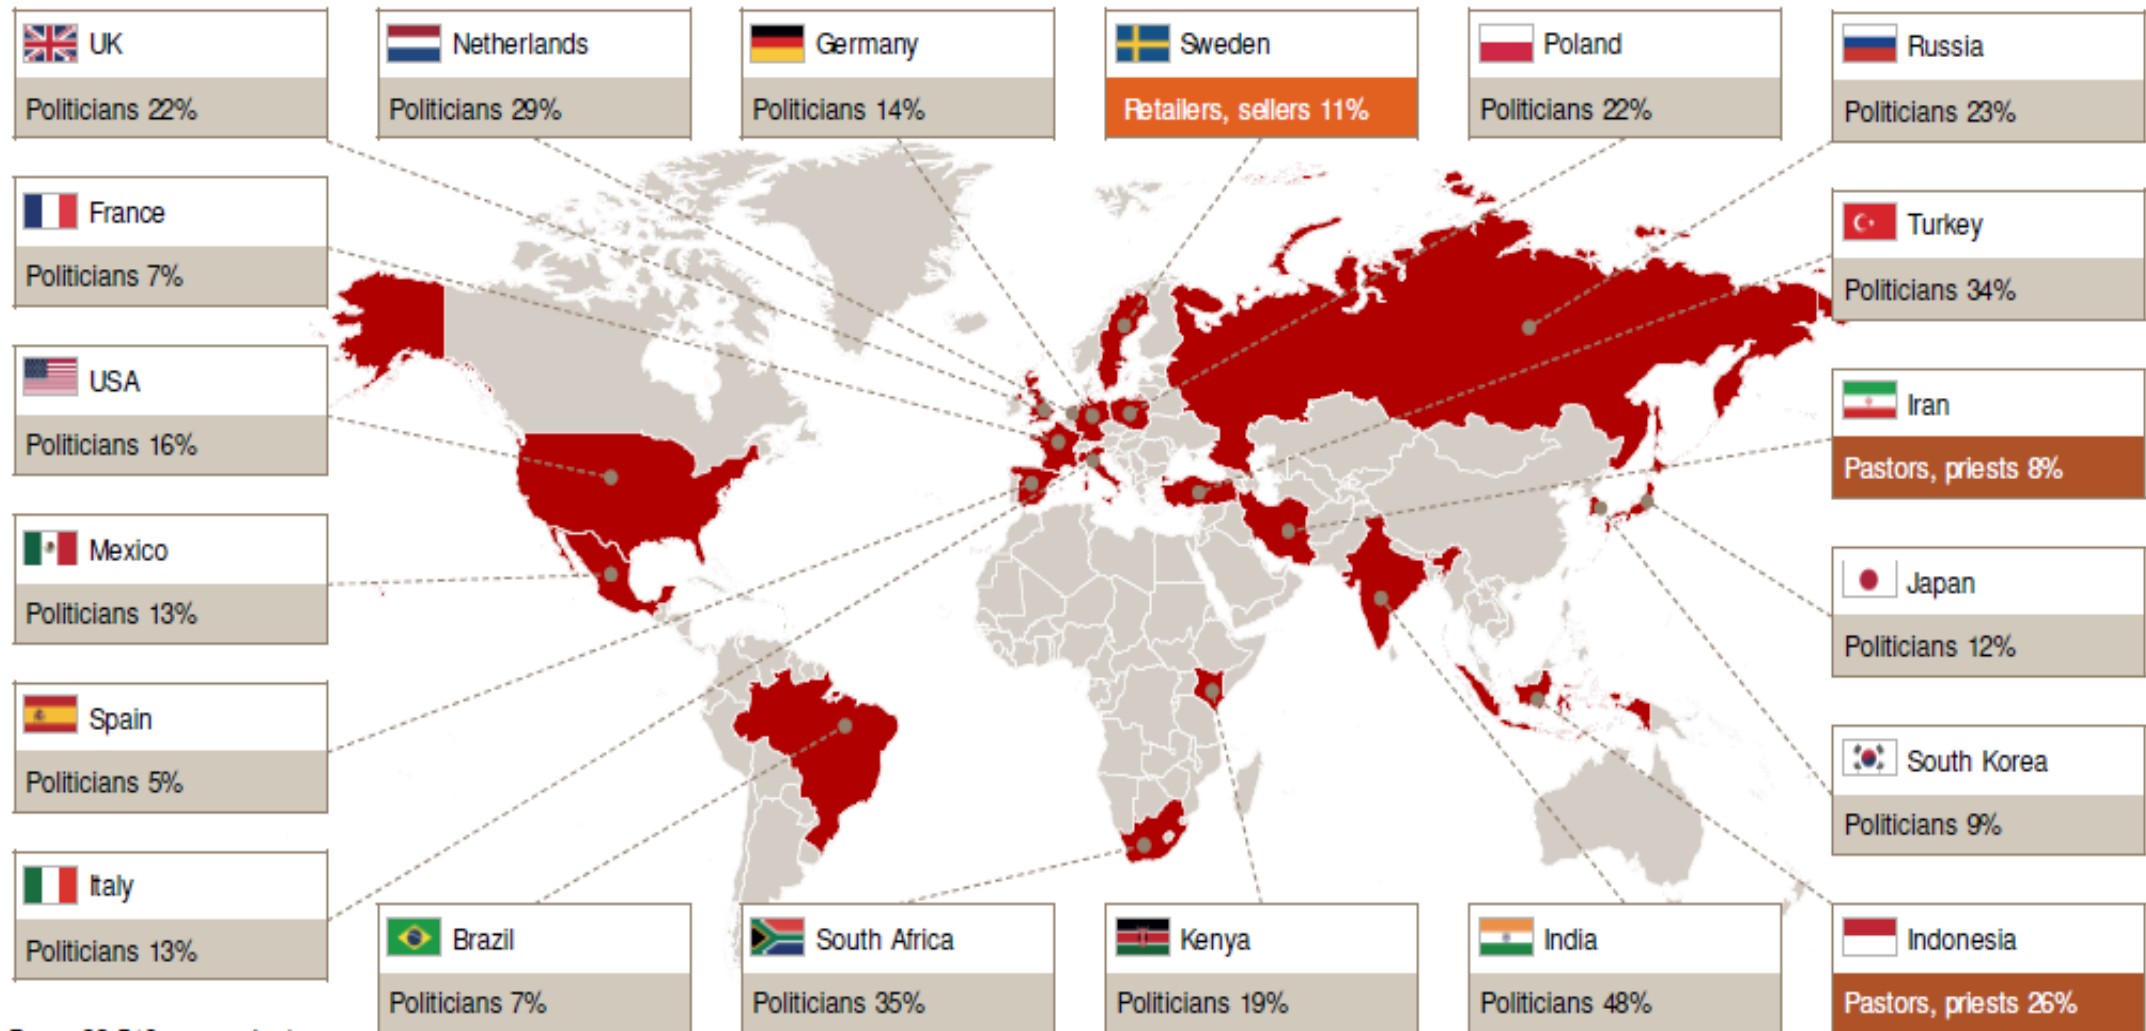 UK
Politicians 22%
Netherlands
Politicians 29%
Germany
Politicians 14%
Sweden
Retailers, sellers 11%
Poland
Politicians 22%
Russia
Politicians 23%
France
Politicians 7%
Turkey
Politicians 34%
USA
Politicians 16%
Iran
Pastors, priests 8%
Mexico
Politicians 13%
Japan
Politicians 12%
Spain
Politicians 5%
South Korea
Politicians 9%
Italy
Politicians 13%
Brazil
Politicians 7%
South Africa
Politicians 35%
Kenya
Politicians 19%
India
Politicians 48%
Indonesia
Pastors, priests 26%